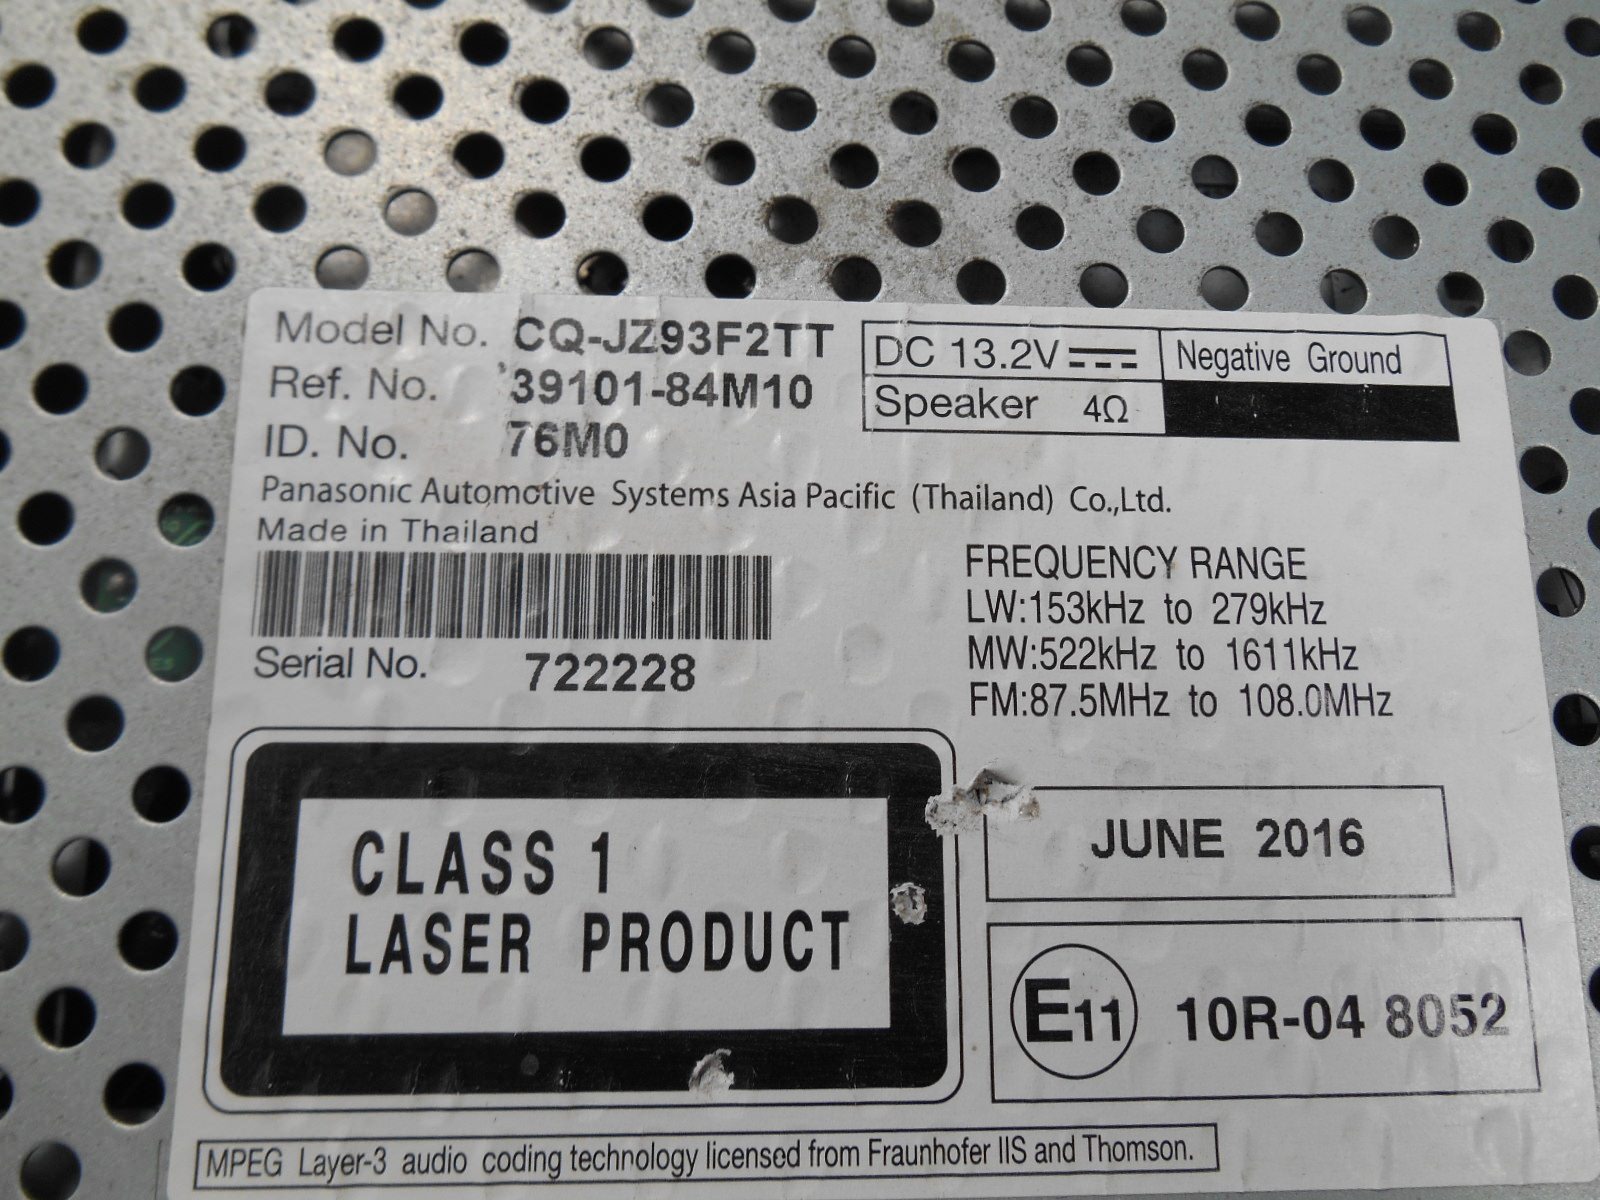 Model No. CQ-JZ93F2TT
Ref. No. 39101-84M10
ID. No. 76M0
DC 13.2V Negative Ground
Speaker 4Ω
Panasonic Automotive Systems Asia Pacific (Thailand) Co.,Ltd.
Made in Thailand
Serial No. 722228
FREQUENCY RANGE
LW:153kHz to 279kHz
MW:522kHz to 1611kHz
FM:87.5MHz to 108.0MHz
CLASS 1
LASER PRODUCT
JUNE 2016
E11 10R-04 8052
MPEG Layer-3 audio coding technology licensed from Fraunhofer IIS and Thomson.